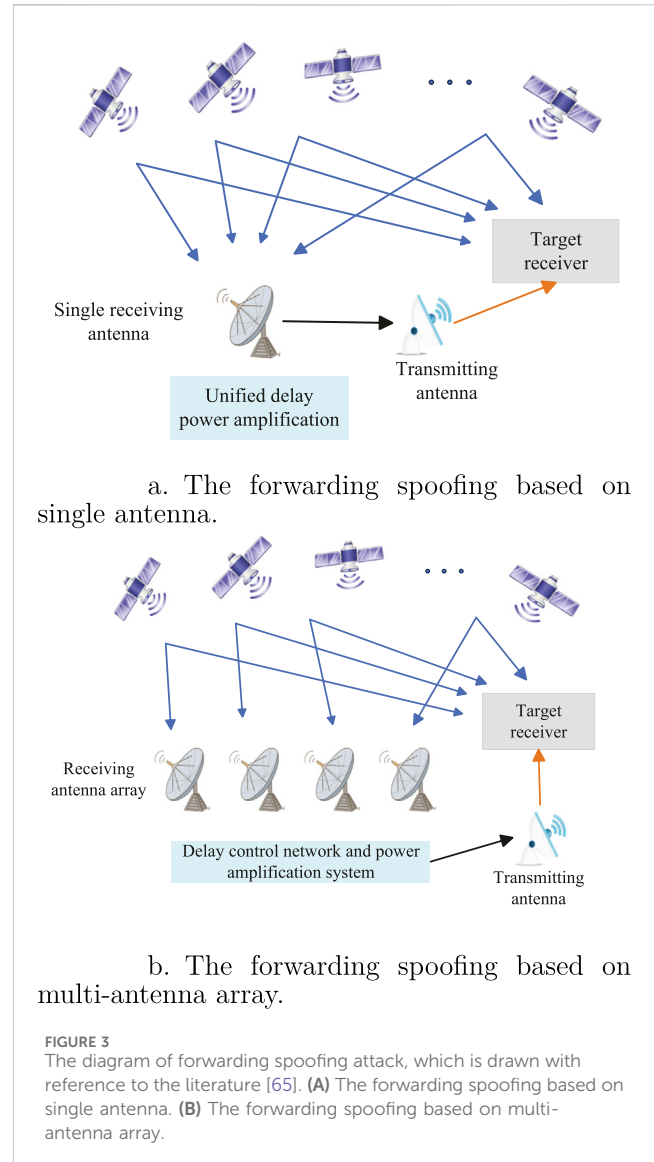 Target
receiver
Single receiving
antenna
Transmitting
antenna
Unified delay
power amplification
a. The forwarding spoofing based on
single antenna.
Target
receiver
Receiving
antenna array
Delay control network and power
amplification system
Transmitting
antenna
b. The forwarding spoofing based on
multi-antenna array.
FIGURE 3
The diagram of forwarding spoofing attack, which is drawn with
reference to the literature [65]. (A) The forwarding spoofing based on
single antenna. (B) The forwarding spoofing based on multi-
antenna array.